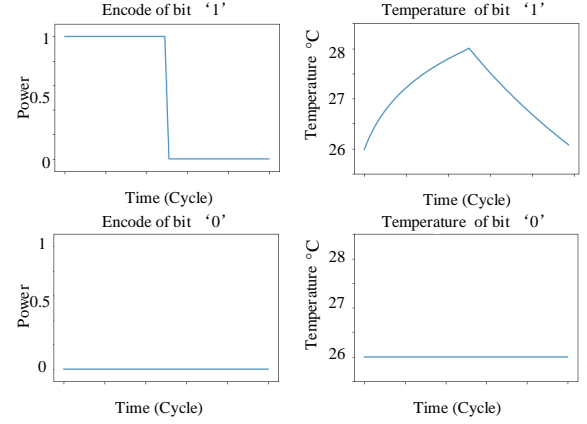 Encode of bit ‘1’
1
0.5
0
Power
Time (Cycle)
Temperature of bit ‘1’
28
27
26
Temperature °C
Time (Cycle)
Encode of bit ‘0’
1
0.5
0
Power
Time (Cycle)
Temperature of bit ‘0’
28
27
26
Temperature °C
Time (Cycle)